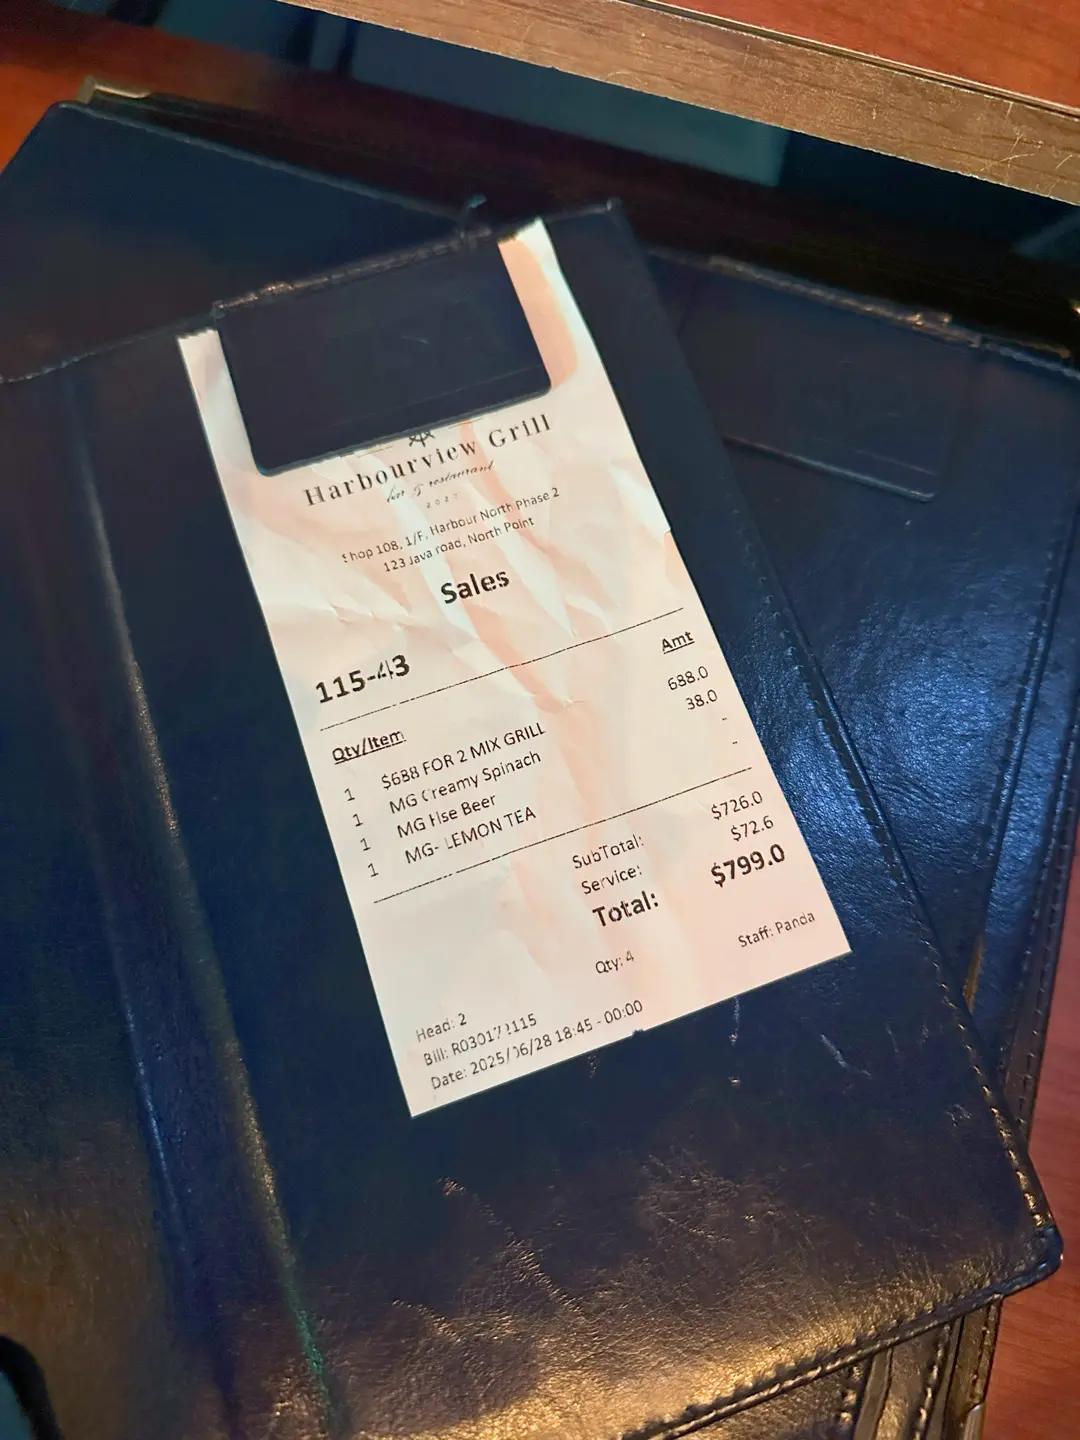 Harbourview Grill
bar & restaurant
Shop 108, 1/F, Harbour North Phase 2
123 Java road, North Point
Sales
115-43
Qty/Item Amt
1 $688 FOR 2 MIX GRILL 688.0
1 MG Creamy Spinach 38.0
1 MG Hse Beer -
1 MG- LEMON TEA -
SubTotal: $726.0
Service: $72.6
Total: $799.0
Qty: 4 Staff: Panda
Head: 2
Bill:
Date: 2025/06/28 18:45 - 00:00